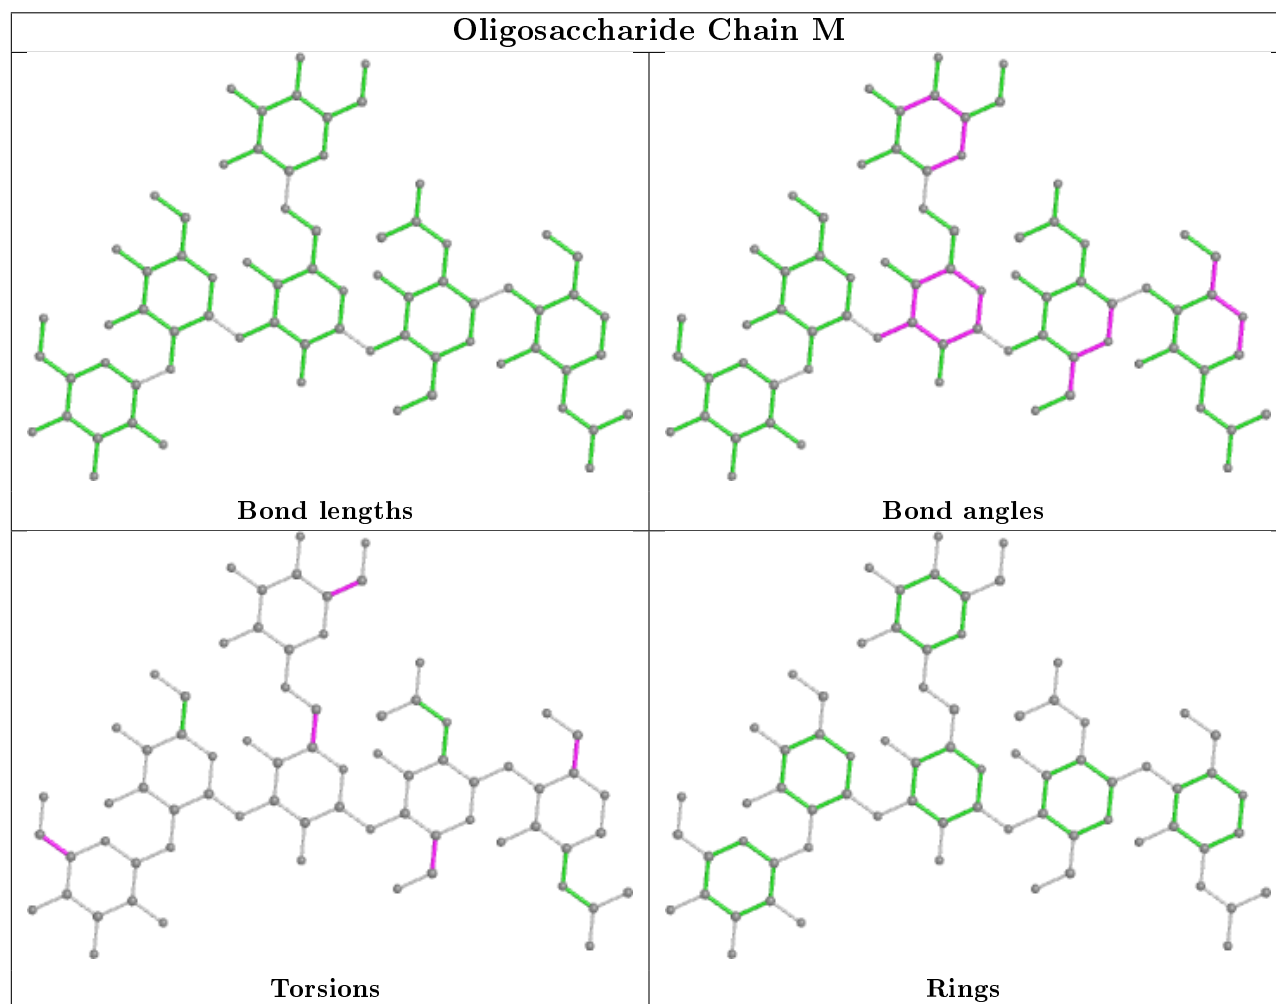 Oligosaccharide Chain M
Bond lengths
Bond angles
Torsions
Rings